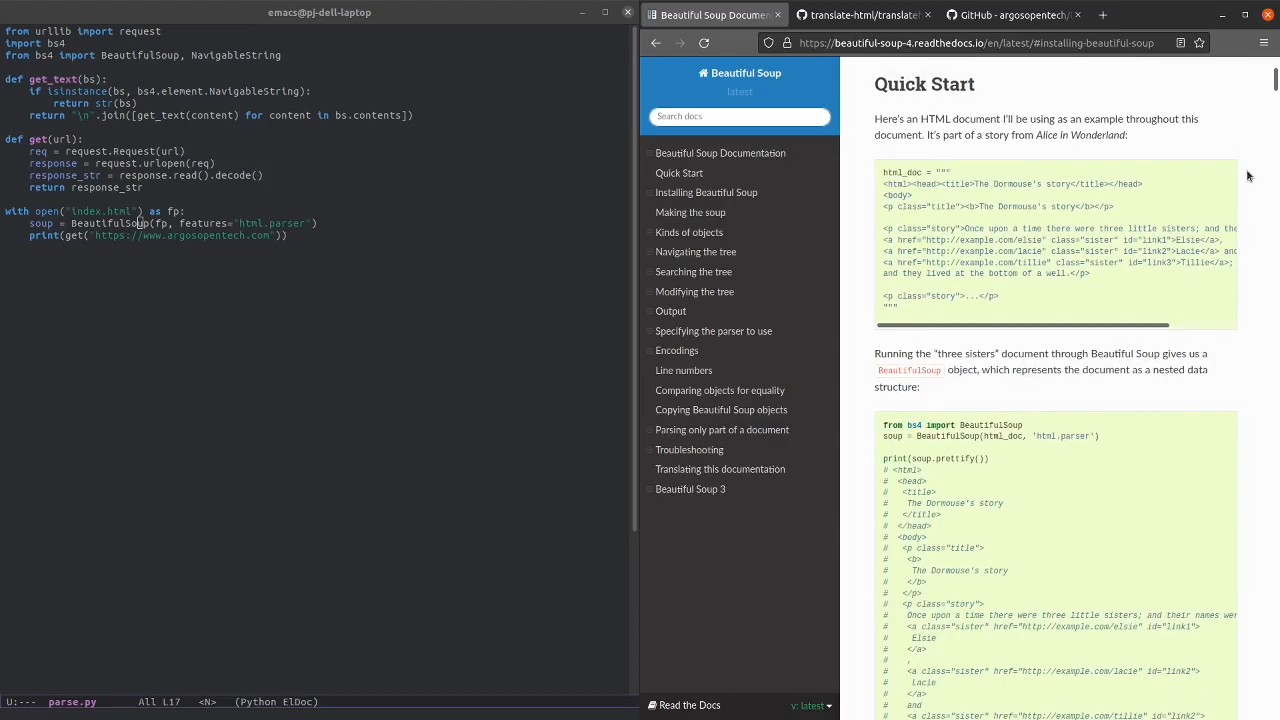 emacs@pj-dell-laptop
from urllib import request
import bs4
from bs4 import BeautifulSoup, NavigableString
def get_text(bs):
if isinstance(bs, bs4.element.NavigableString):
return str(bs)
return "\n".join([get_text(content) for content in bs.contents])
def get(url):
req = request.Request(url)
response = request.urlopen(req)
response_str = response.read().decode()
return response_str
with open("index.html") as fp:
soup = BeautifulSoup(fp, features="html.parser")
print(get("https://www.argosopentech.com"))
U:--- parse.py All L17 <N> (Python ElDoc)
Beautiful Soup Documen
translate-html/translateh
GitHub - argosopentech/
https://beautiful-soup-4.readthedocs.io/en/latest/#installing-beautiful-soup
Beautiful Soup
latest
Search docs
Beautiful Soup Documentation
Quick Start
Installing Beautiful Soup
Making the soup
Kinds of objects
Navigating the tree
Searching the tree
Modifying the tree
Output
Specifying the parser to use
Encodings
Line numbers
Comparing objects for equality
Copying Beautiful Soup objects
Parsing only part of a document
Troubleshooting
Translating this documentation
Beautiful Soup 3
Read the Docs
v: latest
Quick Start
Here's an HTML document I'll be using as an example throughout this
document. It's part of a story from Alice in Wonderland:
html_doc = """
<html><head><title>The Dormouse's story</title></head>
<body>
<p class="title"><b>The Dormouse's story</b></p>
<p class="story">Once upon a time there were three little sisters; and the
<a href="http://example.com/elsie" class="sister" id="link1">Elsie</a>,
<a href="http://example.com/lacie" class="sister" id="link2">Lacie</a> and
<a href="http://example.com/tillie" class="sister" id="link3">Tillie</a>;
and they lived at the bottom of a well.</p>
<p class="story">...</p>
"""
Running the "three sisters" document through Beautiful Soup gives us a
BeautifulSoup object, which represents the document as a nested data
structure:
from bs4 import BeautifulSoup
soup = BeautifulSoup(html_doc, 'html.parser')
print(soup.prettify())
# <html>
# <head>
# <title>
# The Dormouse's story
# </title>
# </head>
# <body>
# <p class="title">
# <b>
# The Dormouse's story
# </b>
# </p>
# <p class="story">
# Once upon a time there were three little sisters; and their names wer
# <a class="sister" href="http://example.com/elsie" id="link1">
# Elsie
# </a>
# ,
# <a class="sister" href="http://example.com/lacie" id="link2">
# Lacie
# </a>
# and
# <a class="sister" href="http://example.com/tillie" id="link3">